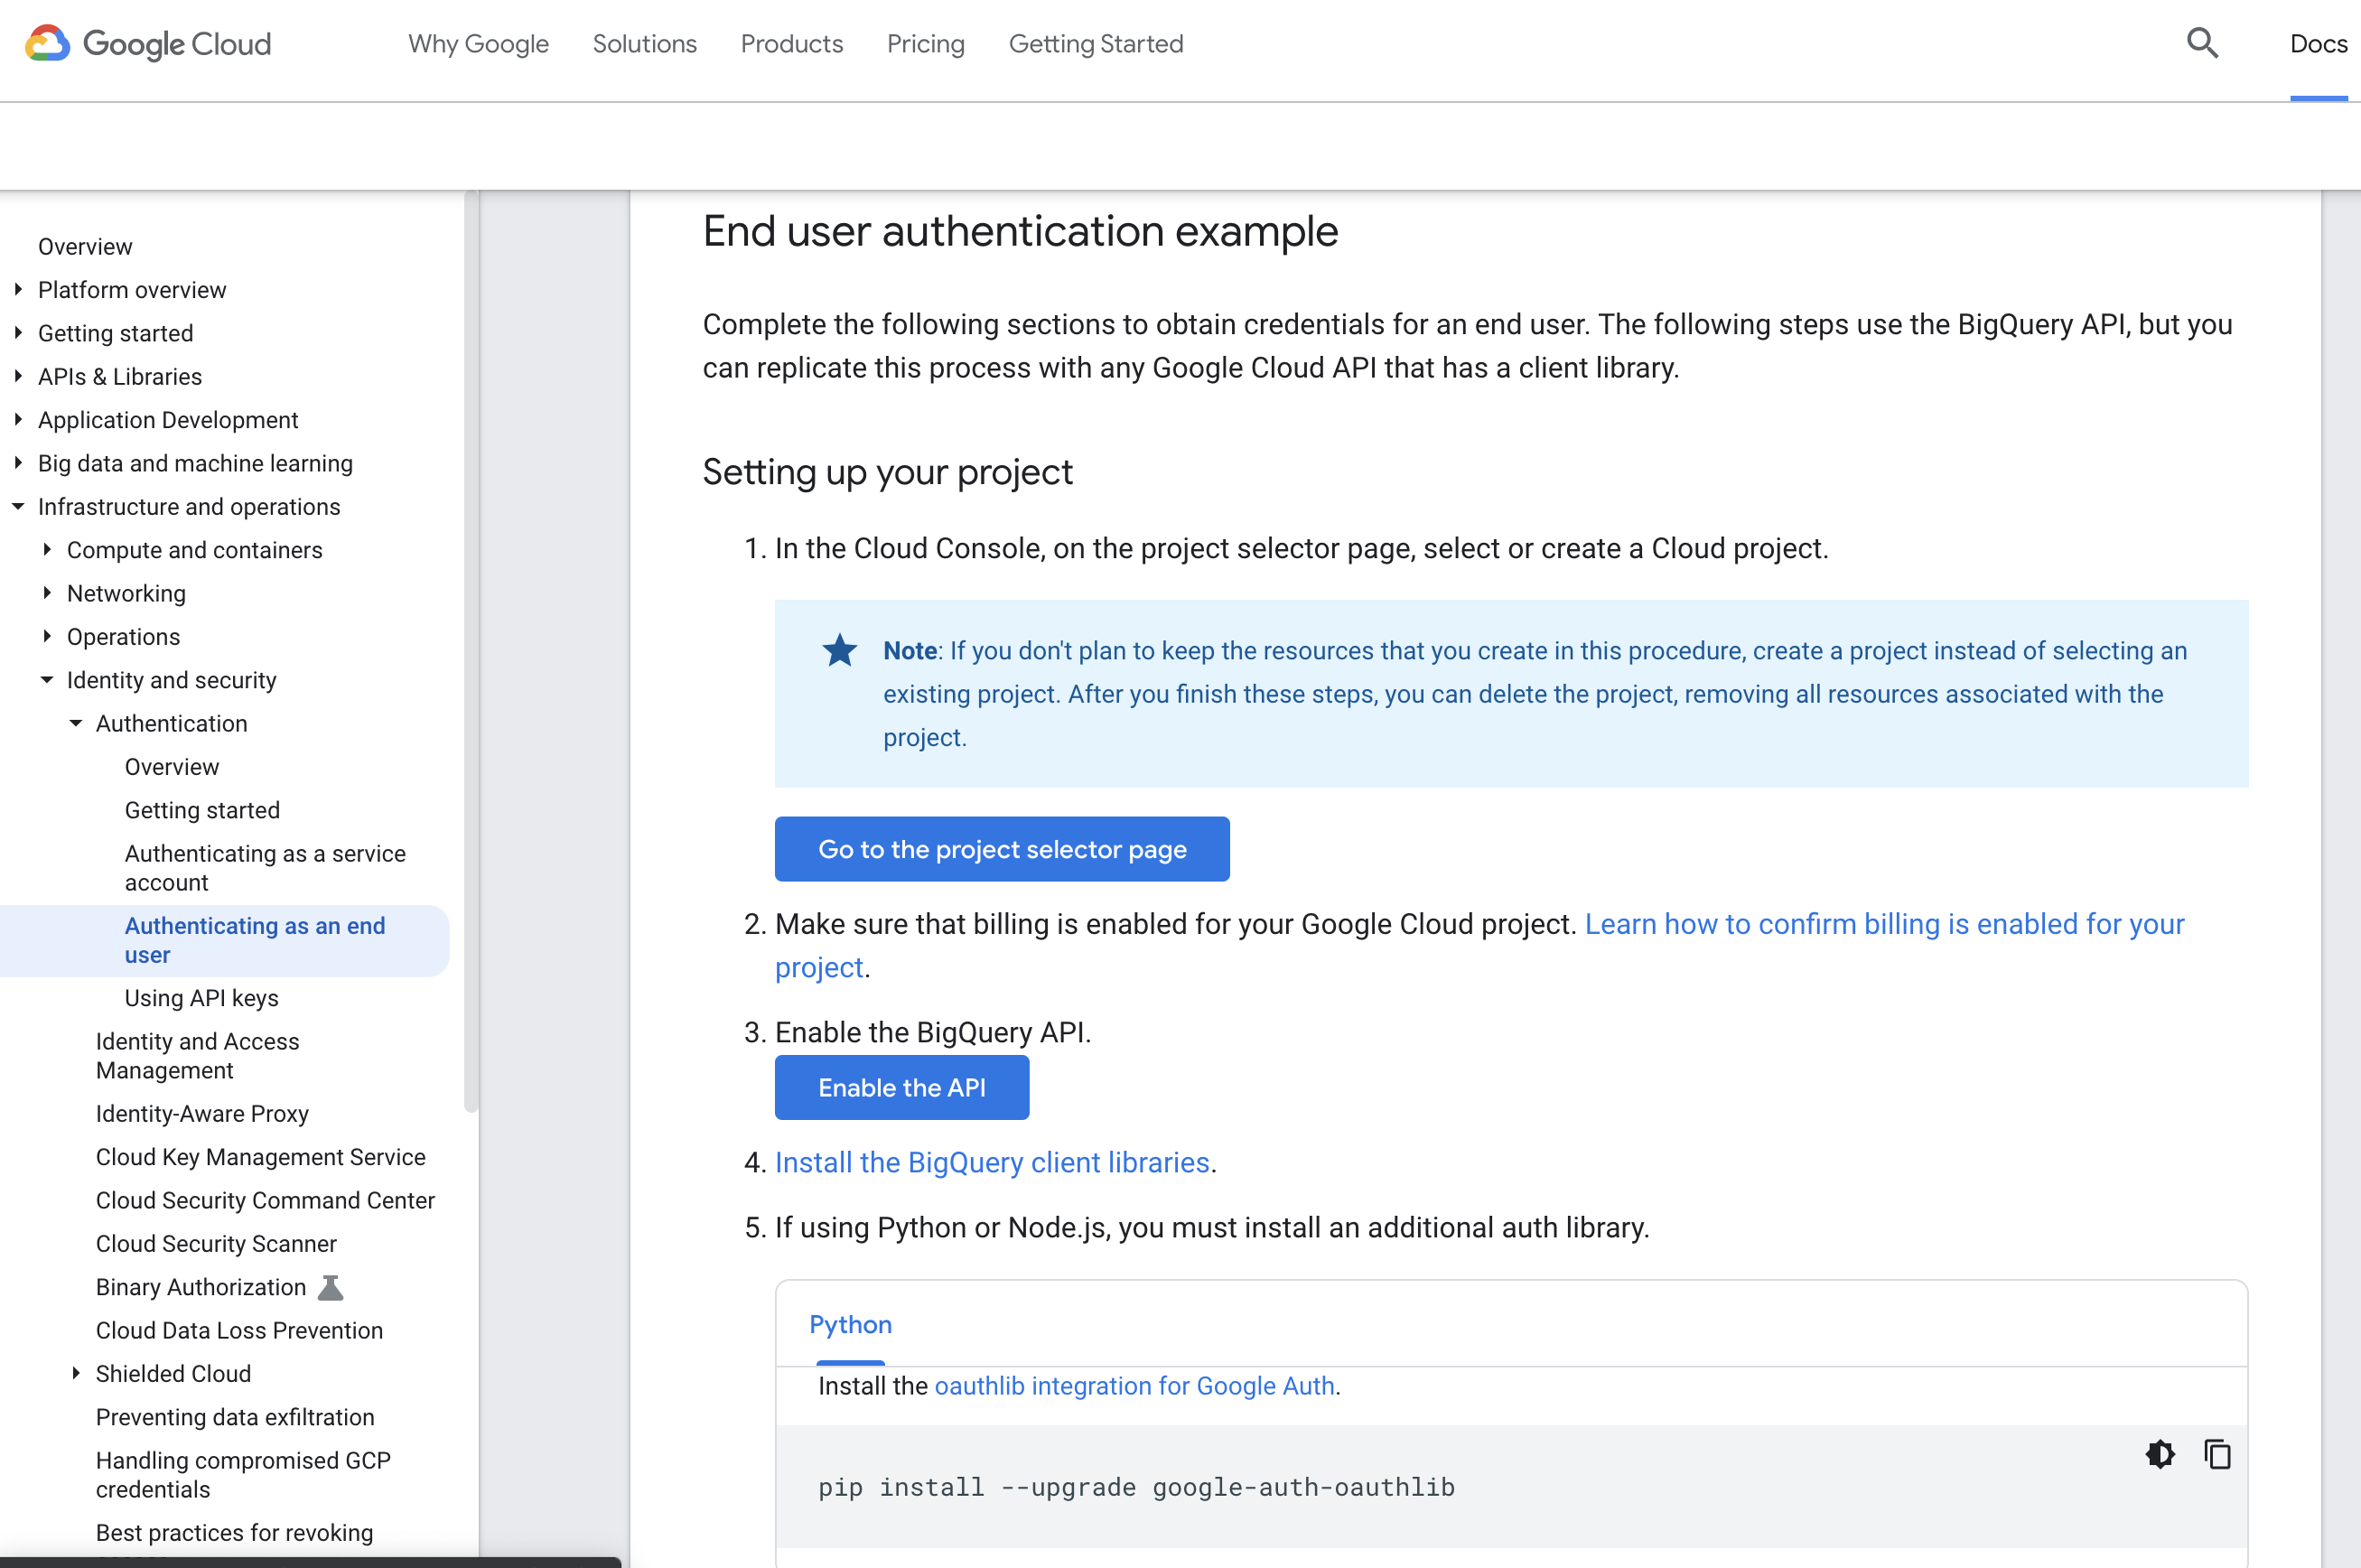 Google Cloud
Why Google
Solutions
Products
Pricing
Getting Started
Docs
Overview
Platform overview
Getting started
APIs & Libraries
Application Development
Big data and machine learning
Infrastructure and operations
Compute and containers
Networking
Operations
Identity and security
Authentication
Overview
Getting started
Authenticating as a service
account
Authenticating as an end
user
Using API keys
Identity and Access
Management
Identity-Aware Proxy
Cloud Key Management Service
Cloud Security Command Center
Cloud Security Scanner
Binary Authorization
Cloud Data Loss Prevention
Shielded Cloud
Preventing data exfiltration
Handling compromised GCP
credentials
Best practices for revoking
End user authentication example
Complete the following sections to obtain credentials for an end user. The following steps use the BigQuery API, but you
can replicate this process with any Google Cloud API that has a client library.
Setting up your project
1. In the Cloud Console, on the project selector page, select or create a Cloud project.
Note: If you don't plan to keep the resources that you create in this procedure, create a project instead of selecting an
existing project. After you finish these steps, you can delete the project, removing all resources associated with the
project.
Go to the project selector page
2. Make sure that billing is enabled for your Google Cloud project. Learn how to confirm billing is enabled for your
project.
3. Enable the BigQuery API.
Enable the API
4. Install the BigQuery client libraries.
5. If using Python or Node.js, you must install an additional auth library.
Python
Install the oauthlib integration for Google Auth.
pip install --upgrade google-auth-oauthlib